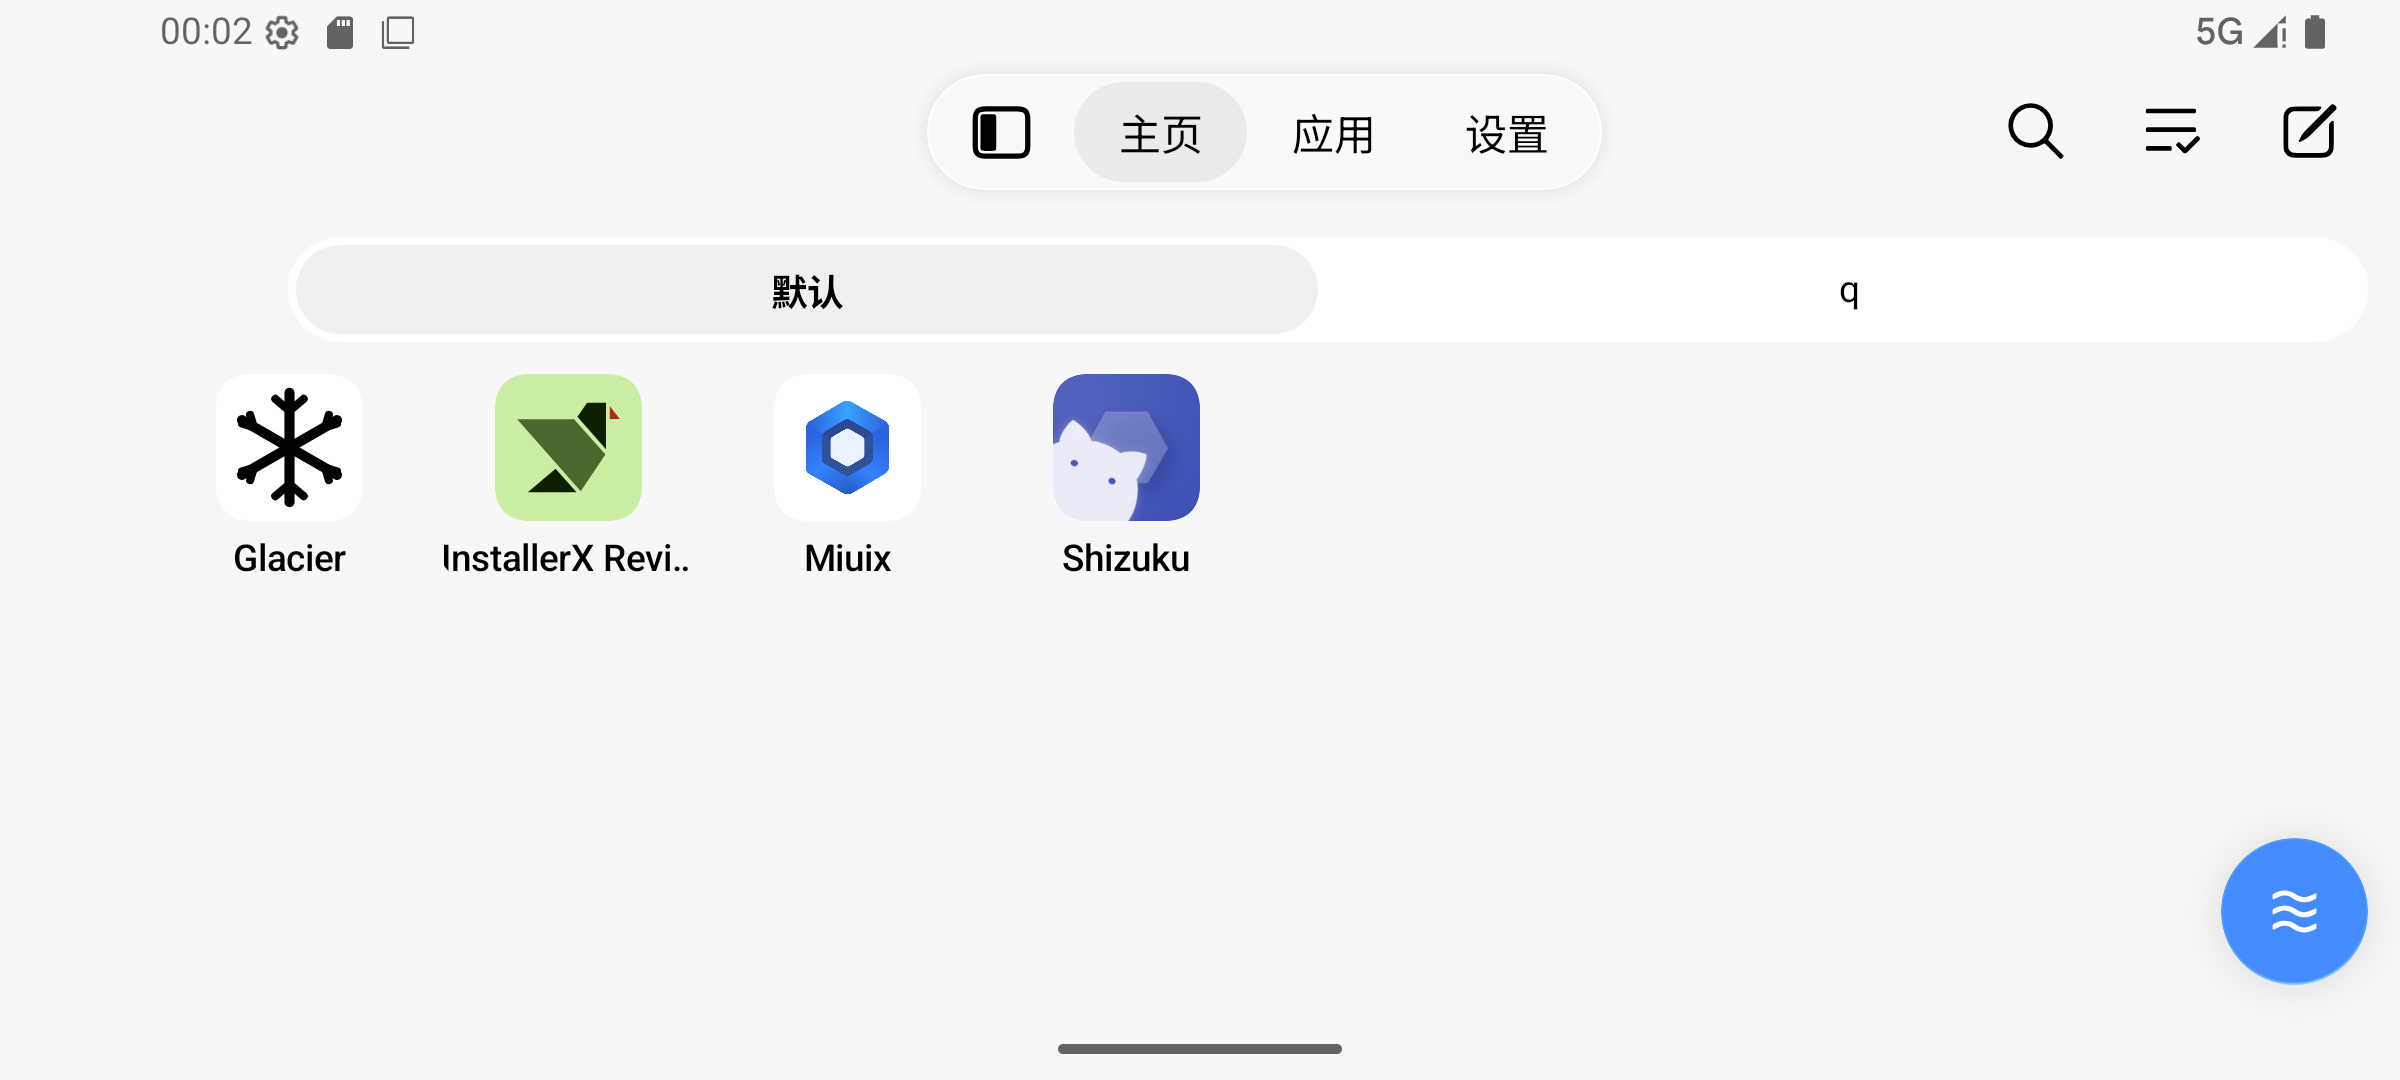 00:02
5G
主页 应用 设置
默认 q
Glacier InstallerX Revi.. Miuix Shizuku